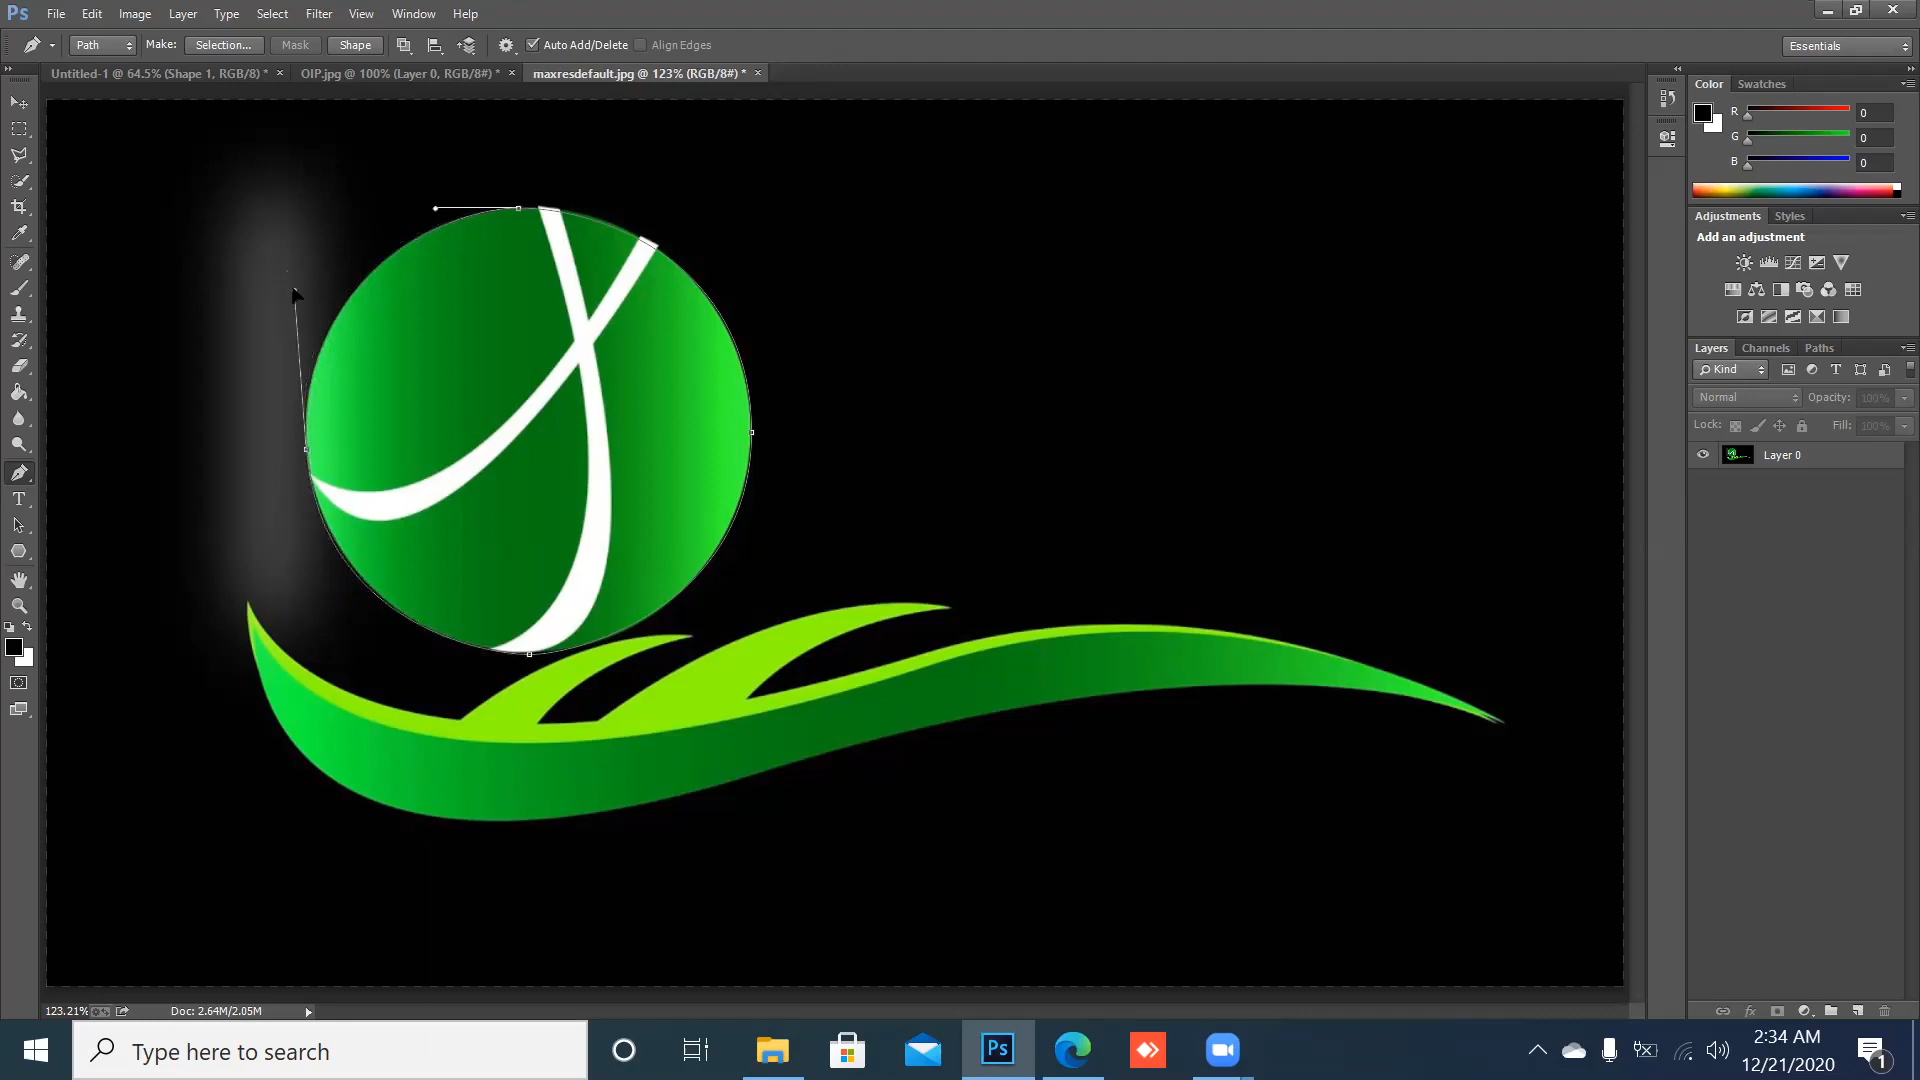 Ps File Edit Image Layer Type Select Filter View Window Help
Path Make: Selection... Mask Shape Auto Add/Delete Align Edges Essentials
Untitled-1 @ 64.5% (Shape 1, RGB/8) * × OIP.jpg @ 100% (Layer 0, RGB/8#) * × maxresdefault.jpg @ 123% (RGB/8#) * ×
Color Swatches
R 0
G 0
B 0
Adjustments Styles
Add an adjustment
Layers Channels Paths
Kind
Normal Opacity: 100%
Lock: Fill: 100%
Layer 0
123.21% Doc: 2.64M/2.05M
Type here to search
Ps
2:34 AM
12/21/2020
1